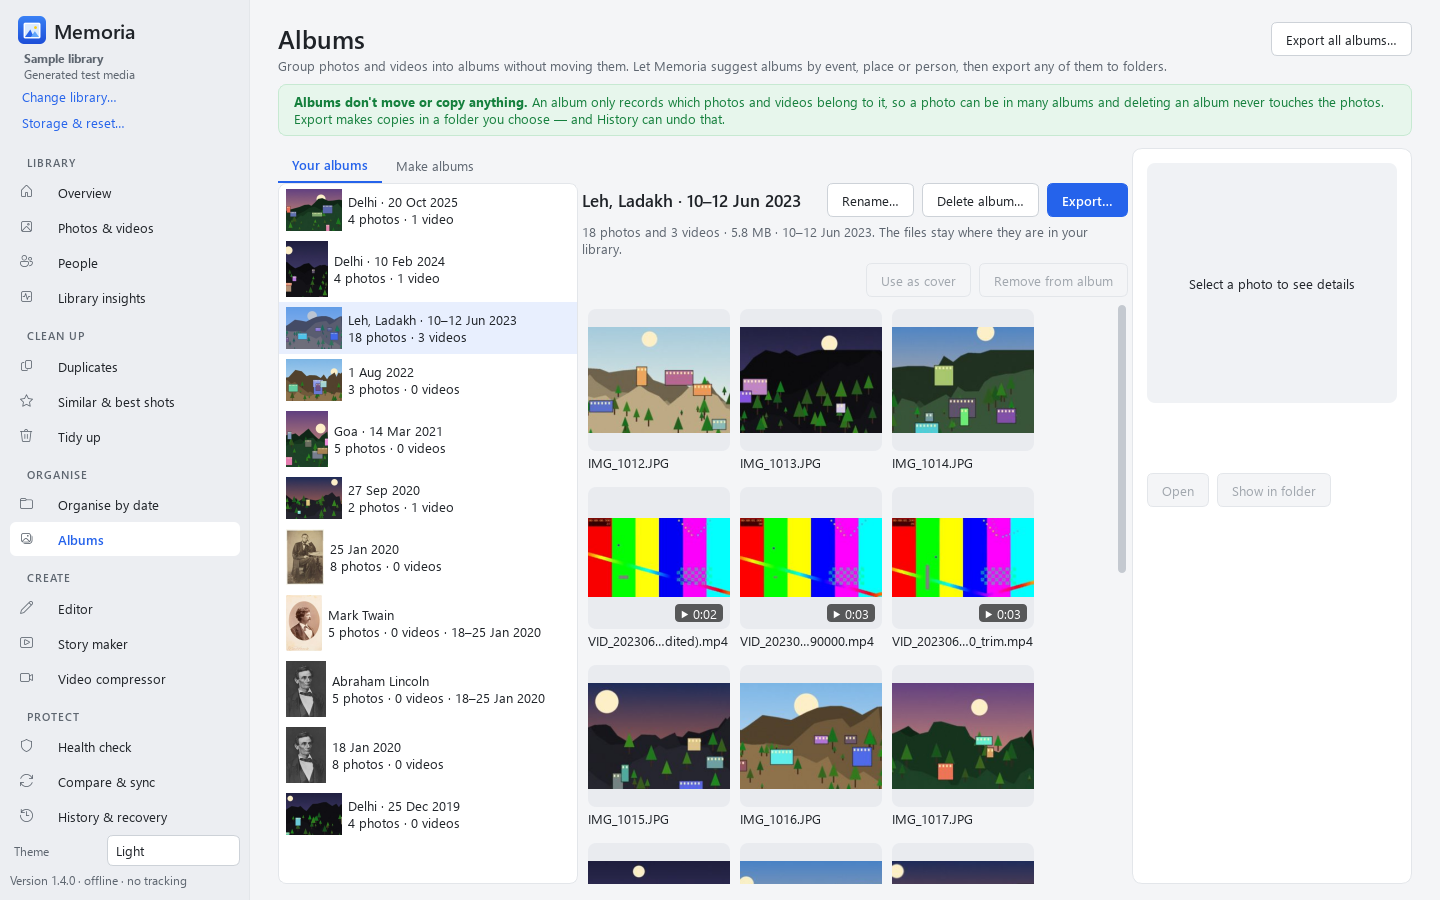 Memoria
Sample library
Generated test media
Change library...
Storage & reset...
LIBRARY
Overview
Photos & videos
People
Library insights
CLEAN UP
Duplicates
Similar & best shots
Tidy up
ORGANISE
Organise by date
Albums
CREATE
Editor
Story maker
Video compressor
PROTECT
Health check
Compare & sync
History & recovery
Theme
Light
Version 1.4.0 · offline · no tracking
Albums
Export all albums...
Group photos and videos into albums without moving them. Let Memoria suggest albums by event, place or person, then export any of them to folders.
Albums don't move or copy anything. An album only records which photos and videos belong to it, so a photo can be in many albums and deleting an album never touches the photos.
Export makes copies in a folder you choose — and History can undo that.
Your albums
Make albums
Delhi · 20 Oct 2025
4 photos · 1 video
Delhi · 10 Feb 2024
4 photos · 1 video
Leh, Ladakh · 10–12 Jun 2023
18 photos · 3 videos
1 Aug 2022
3 photos · 0 videos
Goa · 14 Mar 2021
5 photos · 0 videos
27 Sep 2020
2 photos · 1 video
25 Jan 2020
8 photos · 0 videos
Mark Twain
5 photos · 0 videos · 18–25 Jan 2020
Abraham Lincoln
5 photos · 0 videos · 18–25 Jan 2020
18 Jan 2020
8 photos · 0 videos
Delhi · 25 Dec 2019
4 photos · 0 videos
Leh, Ladakh · 10–12 Jun 2023
Rename...
Delete album...
Export...
18 photos and 3 videos · 5.8 MB · 10–12 Jun 2023. The files stay where they are in your
library.
Use as cover
Remove from album
IMG_1012.JPG
IMG_1013.JPG
IMG_1014.JPG
0:02
0:03
0:03
VID_202306...dited).mp4
VID_20230...90000.mp4
VID_202306...0_trim.mp4
IMG_1015.JPG
IMG_1016.JPG
IMG_1017.JPG
Select a photo to see details
Open
Show in folder